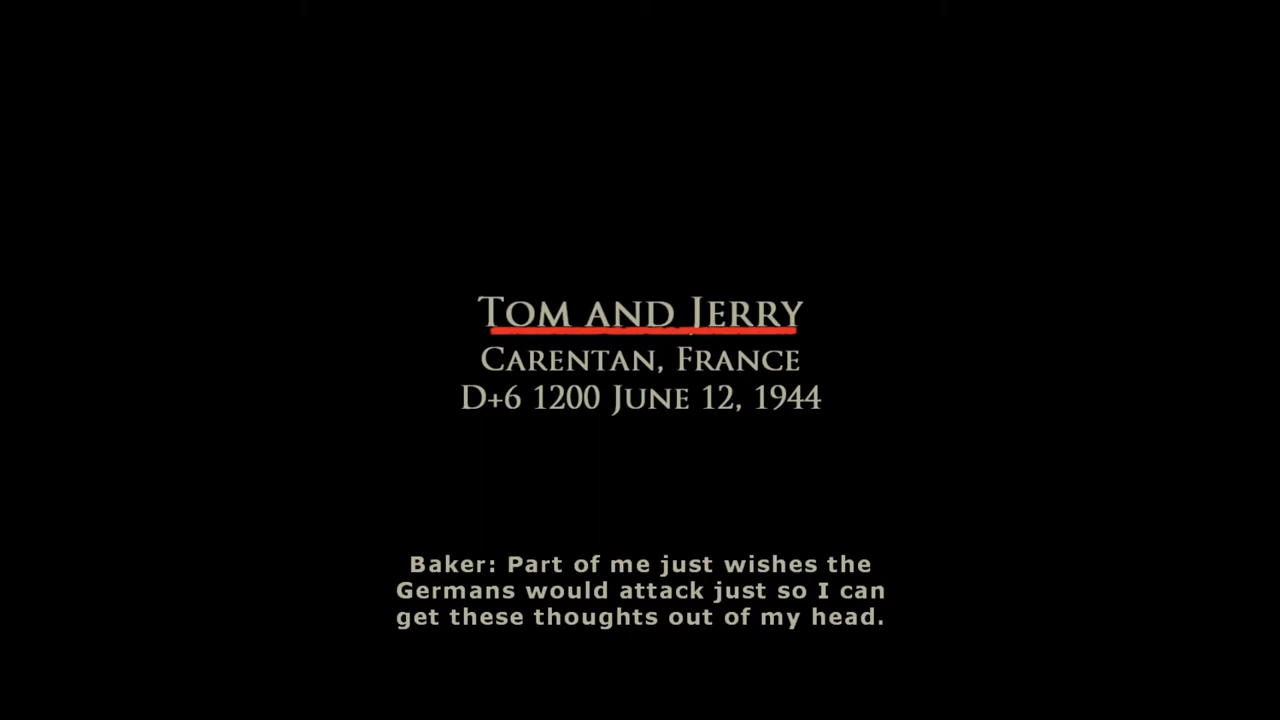 Tom and Jerry
Carentan, France
D+6 1200 June 12, 1944
Baker: Part of me just wishes the
Germans would attack just so I can
get these thoughts out of my head.